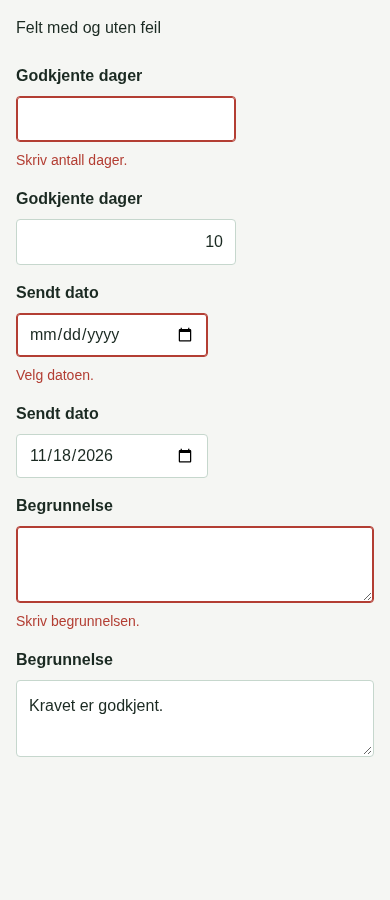 Felt med og uten feil
Godkjente dager
Skriv antall dager.
Godkjente dager
10
Sendt dato
mm/dd/yyyy
Velg datoen.
Sendt dato
11/18/2026
Begrunnelse
Skriv begrunnelsen.
Begrunnelse
Kravet er godkjent.